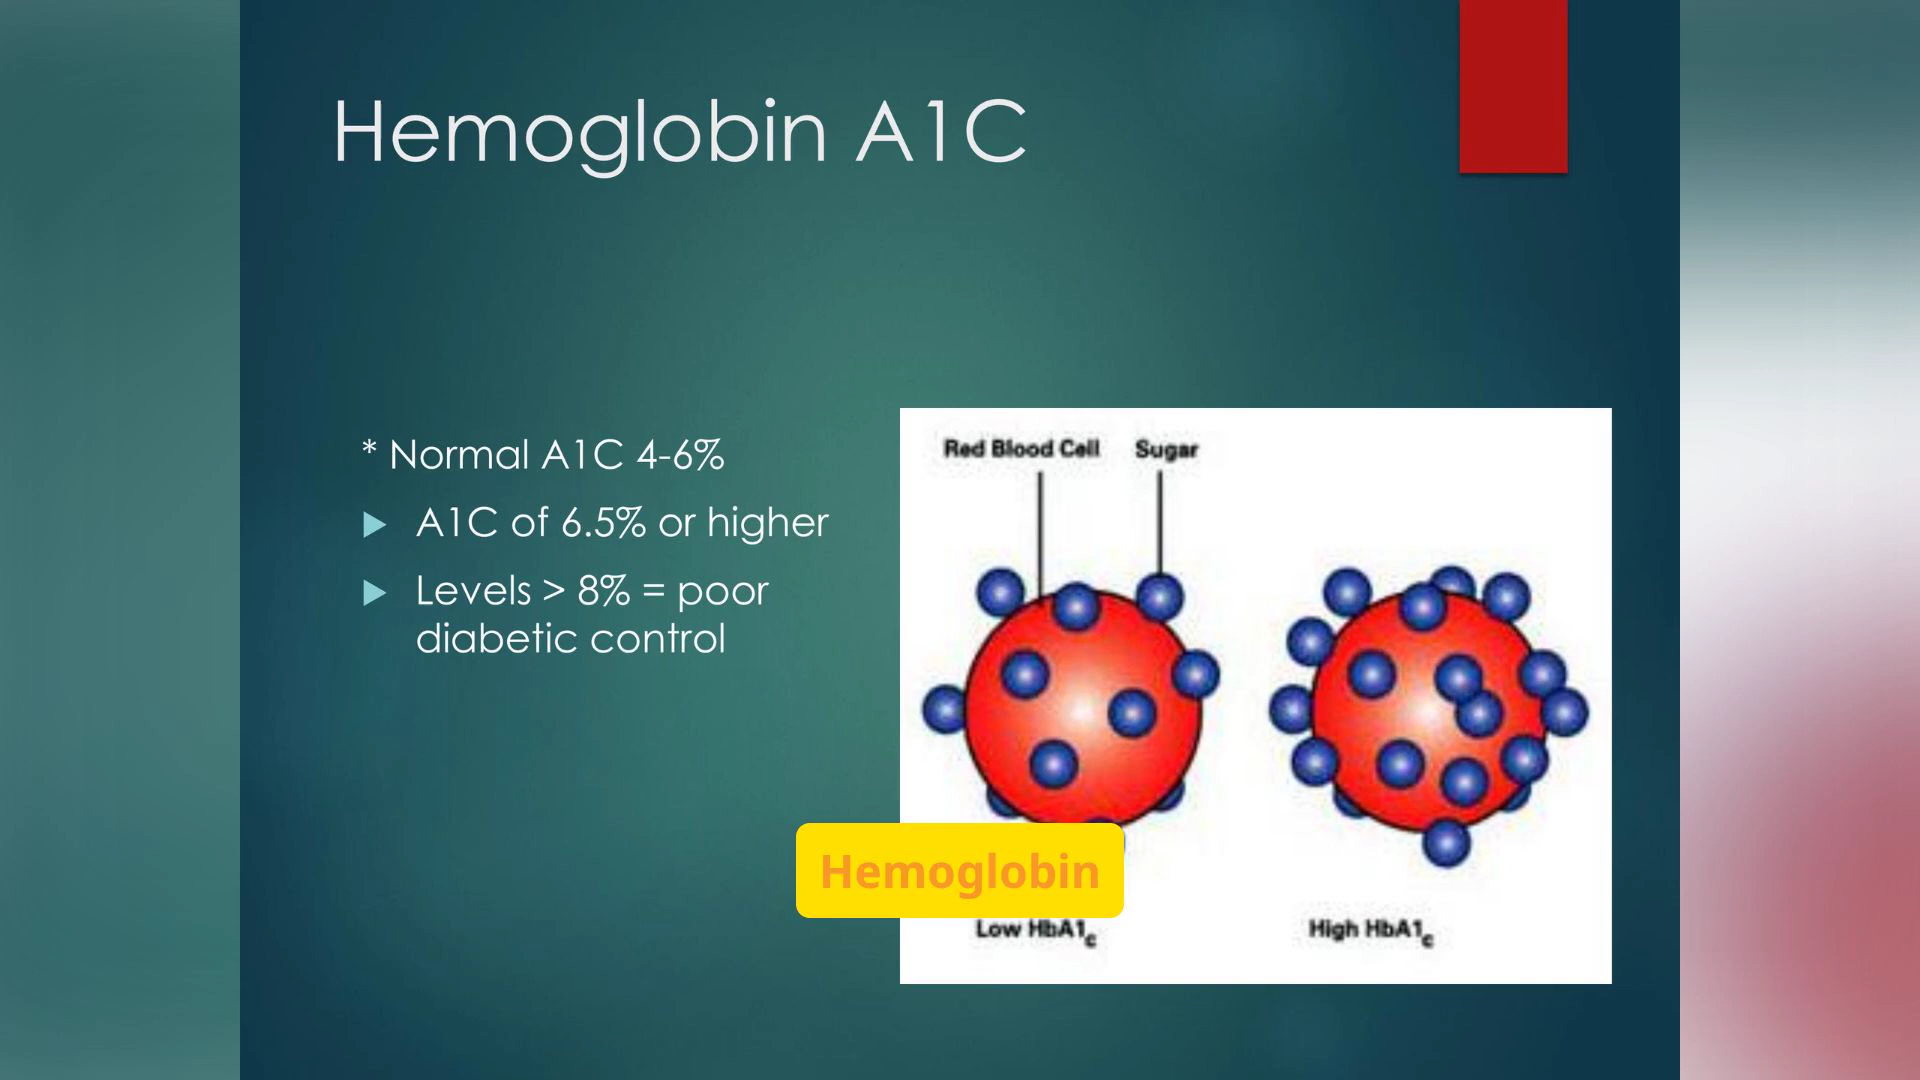 Hemoglobin A1C
* Normal A1C 4-6%
A1C of 6.5% or higher
Levels > 8% = poor
diabetic control
Red Blood Cell Sugar
Hemoglobin
Low HbA1c High HbA1c